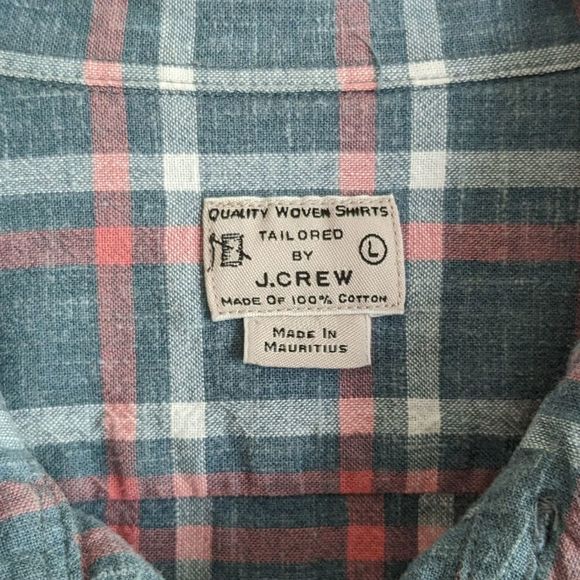 QUALITY WOVEN SHIRTS
TAILORED
BY
L
J.CREW
MADE OF 100% COTTON
MADE IN
MAURITIUS